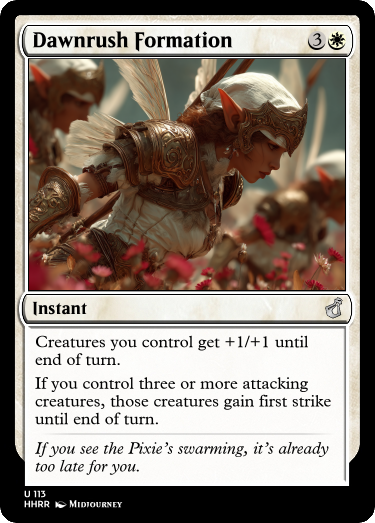 Dawnrush Formation 3
Instant
Creatures you control get +1/+1 until
end of turn.
If you control three or more attacking
creatures, those creatures gain first strike
until end of turn.
If you see the Pixie's swarming, it's already
too late for you.
U 113
HHRR Midjourney